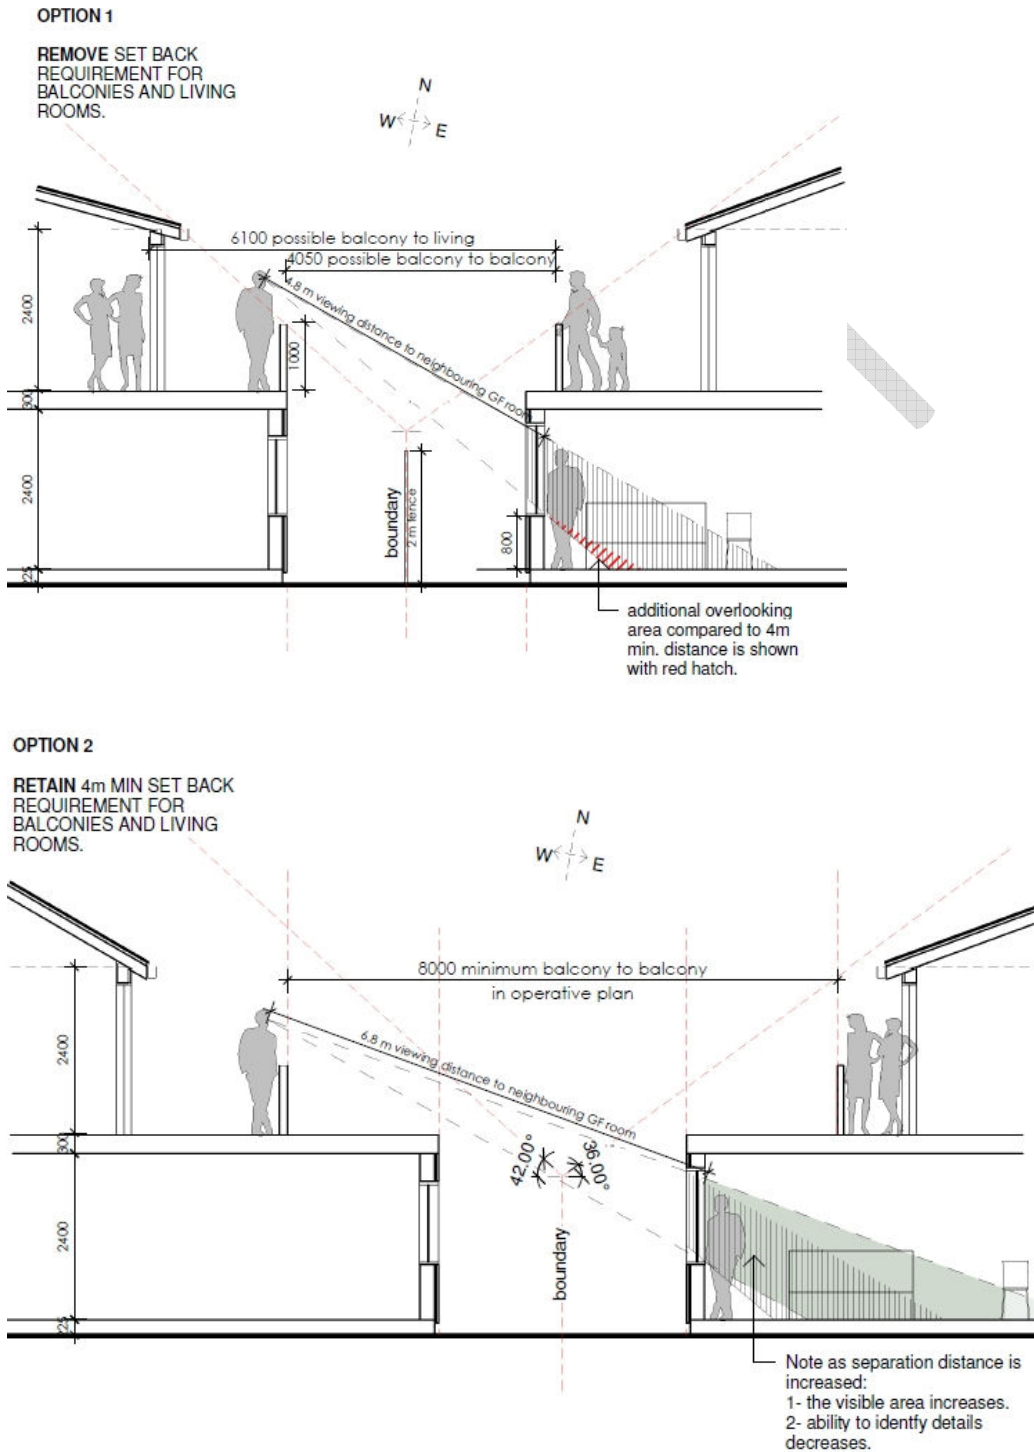 OPTION 1
REMOVE SET BACK
REQUIREMENT FOR
BALCONIES AND LIVING
ROOMS.
N
W
E
6100 possible balcony to living
4050 possible balcony to balcony
4.8 m viewing distance to neighbouring GF room
2400
1000
300
2400
boundary
2 m fence
800
225
additional overlooking
area compared to 4m
min. distance is shown
with red hatch.
OPTION 2
RETAIN 4m MIN SET BACK
REQUIREMENT FOR
BALCONIES AND LIVING
ROOMS.
N
W
E
8000 minimum balcony to balcony
in operative plan
6.8 m viewing distance to neighbouring GF room
2400
300
42.00°
36.00°
2400
boundary
225
Note as separation distance is
increased:
1- the visible area increases.
2- ability to identfy details
decreases.